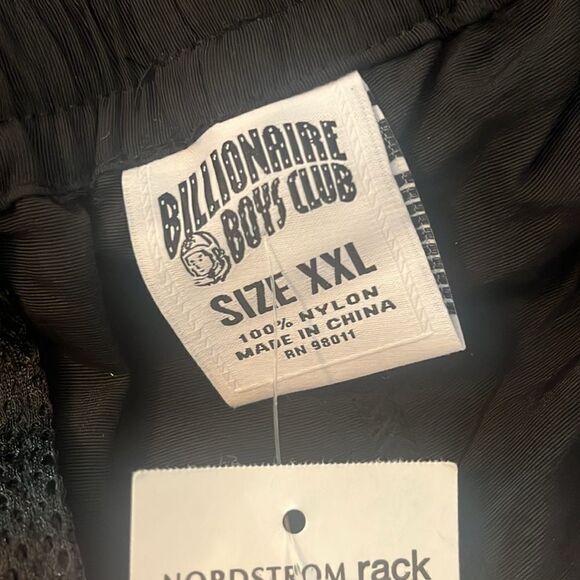 BILLIONAIRE
BOYS CLUB
SIZE XXL
100% NYLON
MADE IN CHINA
RN 98011
NORDSTROM rack